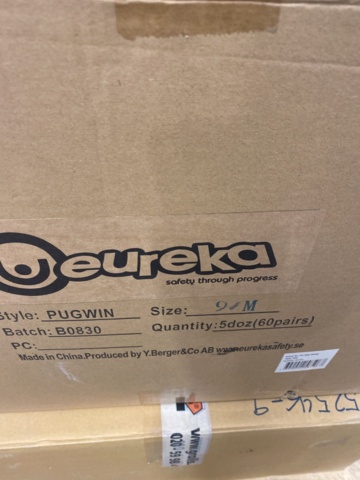 eureka
safety through progress
Style: PUGWIN Size: 9#M
Batch: B0830 Quantity: 5doz(60pairs)
PC:
Made in China.Produced by Y.Berger&Co AB www.eurekasafety.se